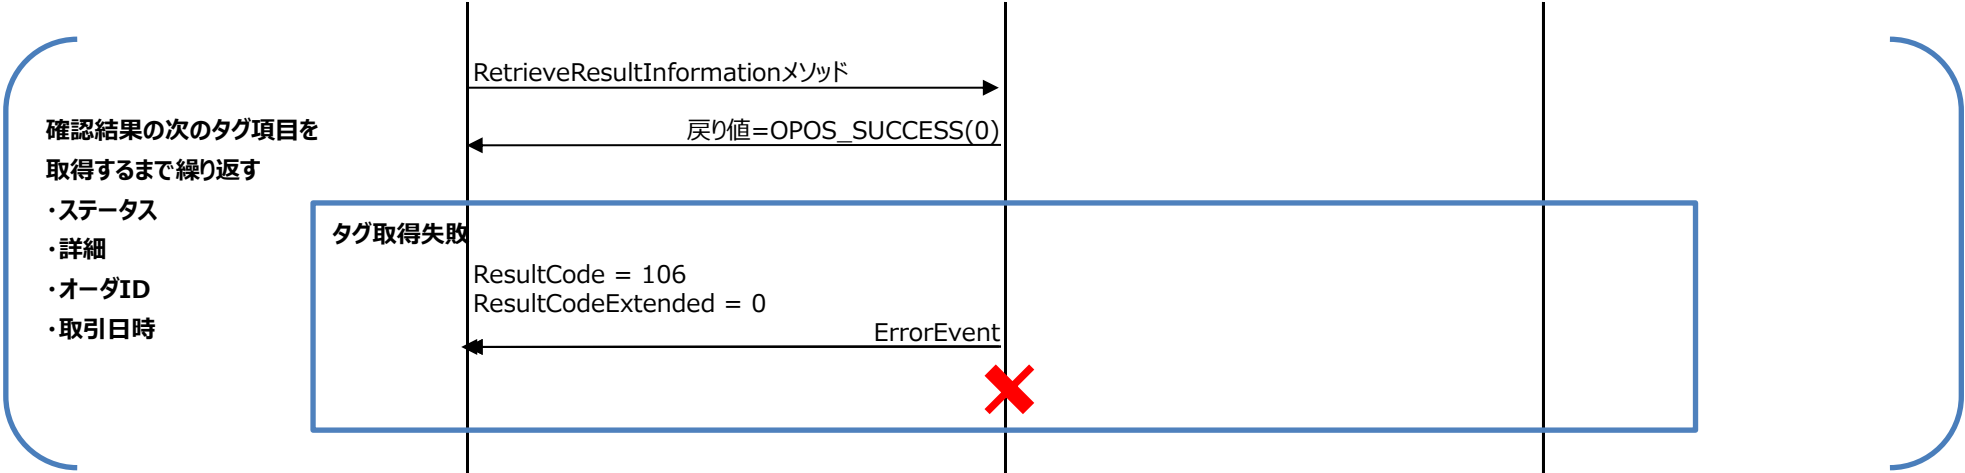 RetrieveResultInformationメソッド
戻り値=OPOS_SUCCESS(0)
確認結果の次のタグ項目を
取得するまで繰り返す
・ステータス
・詳細
・オーダID
・取引日時
タグ取得失敗
ResultCode = 106
ResultCodeExtended = 0
ErrorEvent